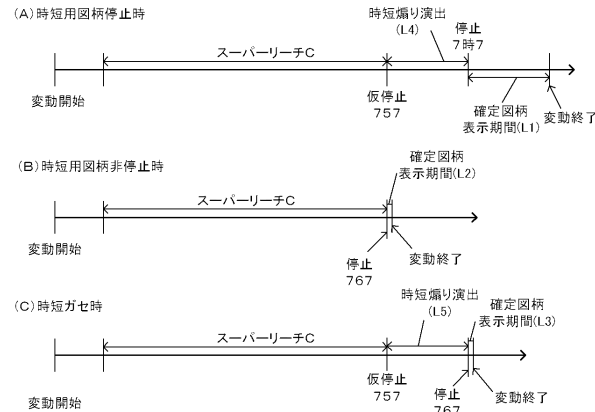 (A)時短用図柄停止時
時短煽り演出
(L4)
停止
7時7
スーパーリーチC
変動開始
仮停止
757
確定図柄
表示期間(L1)
変動終了
(B)時短用図柄非停止時
確定図柄
表示期間(L2)
スーパーリーチC
変動開始
停止
767
変動終了
(C)時短ガセ時
時短煽り演出
(L5)
確定図柄
表示期間(L3)
スーパーリーチC
変動開始
仮停止
757
停止
767
変動終了